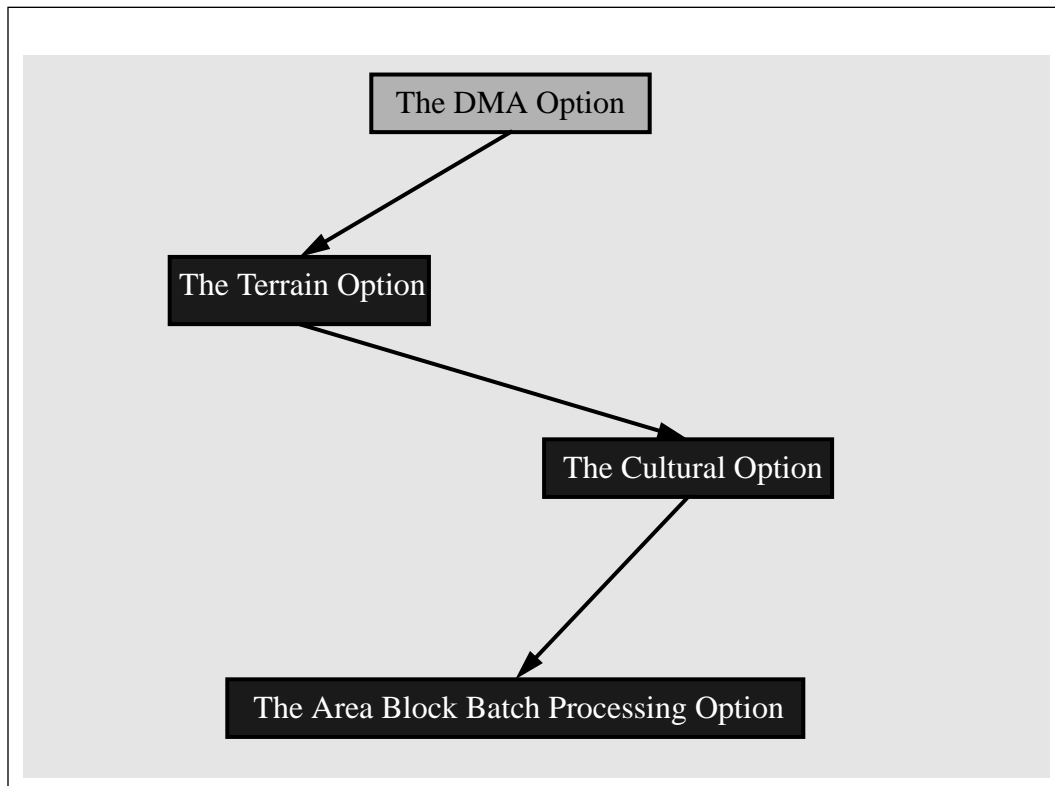 The DMA Option
The Terrain Option
The Cultural Option
The Area Block Batch Processing Option